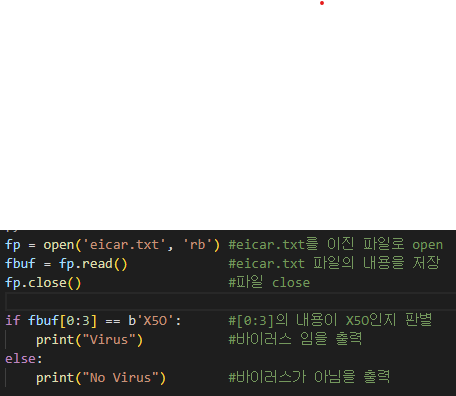 fp = open('eicar.txt', 'rb') #eicar.txt를 이진 파일로 open
fbuf = fp.read() #eicar.txt 파일의 내용을 저장
fp.close() #파일 close
if fbuf[0:3] == b'X5O': #[0:3]의 내용이 X5O인지 판별
print("Virus") #바이러스 임을 출력
else:
print("No Virus") #바이러스가 아님을 출력